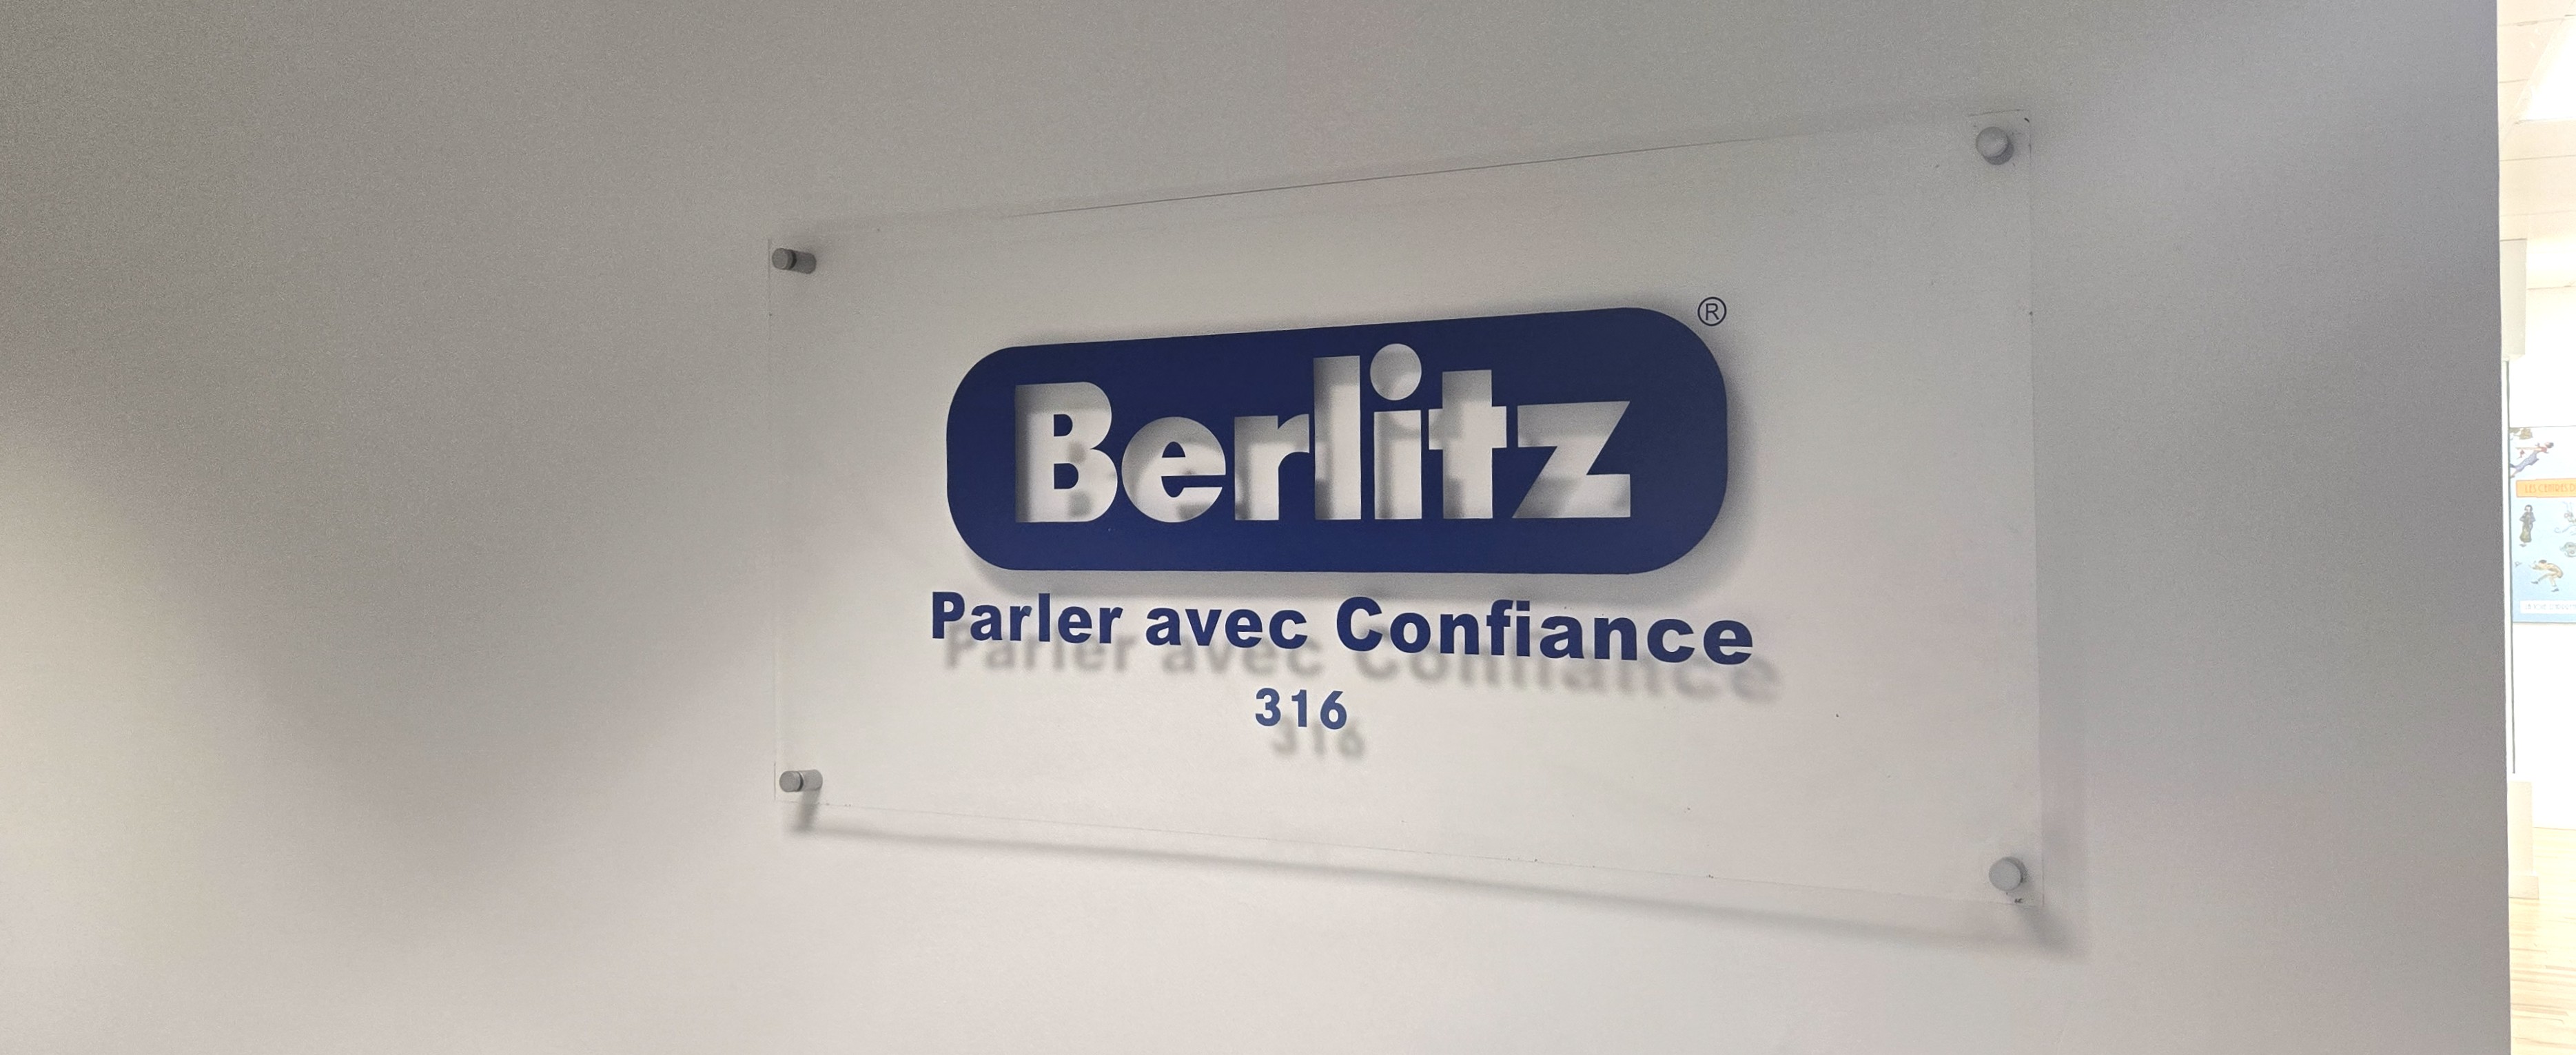 Berlitz®
Parler avec Confiance
316